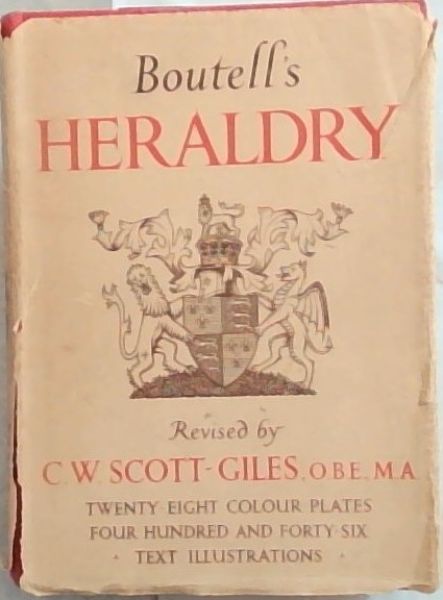 Boutell's
HERALDRY
Revised by
C. W. SCOTT-GILES, O.B.E., M.A
TWENTY EIGHT COLOUR PLATES
FOUR HUNDRED AND FORTY-SIX
· TEXT ILLUSTRATIONS ·